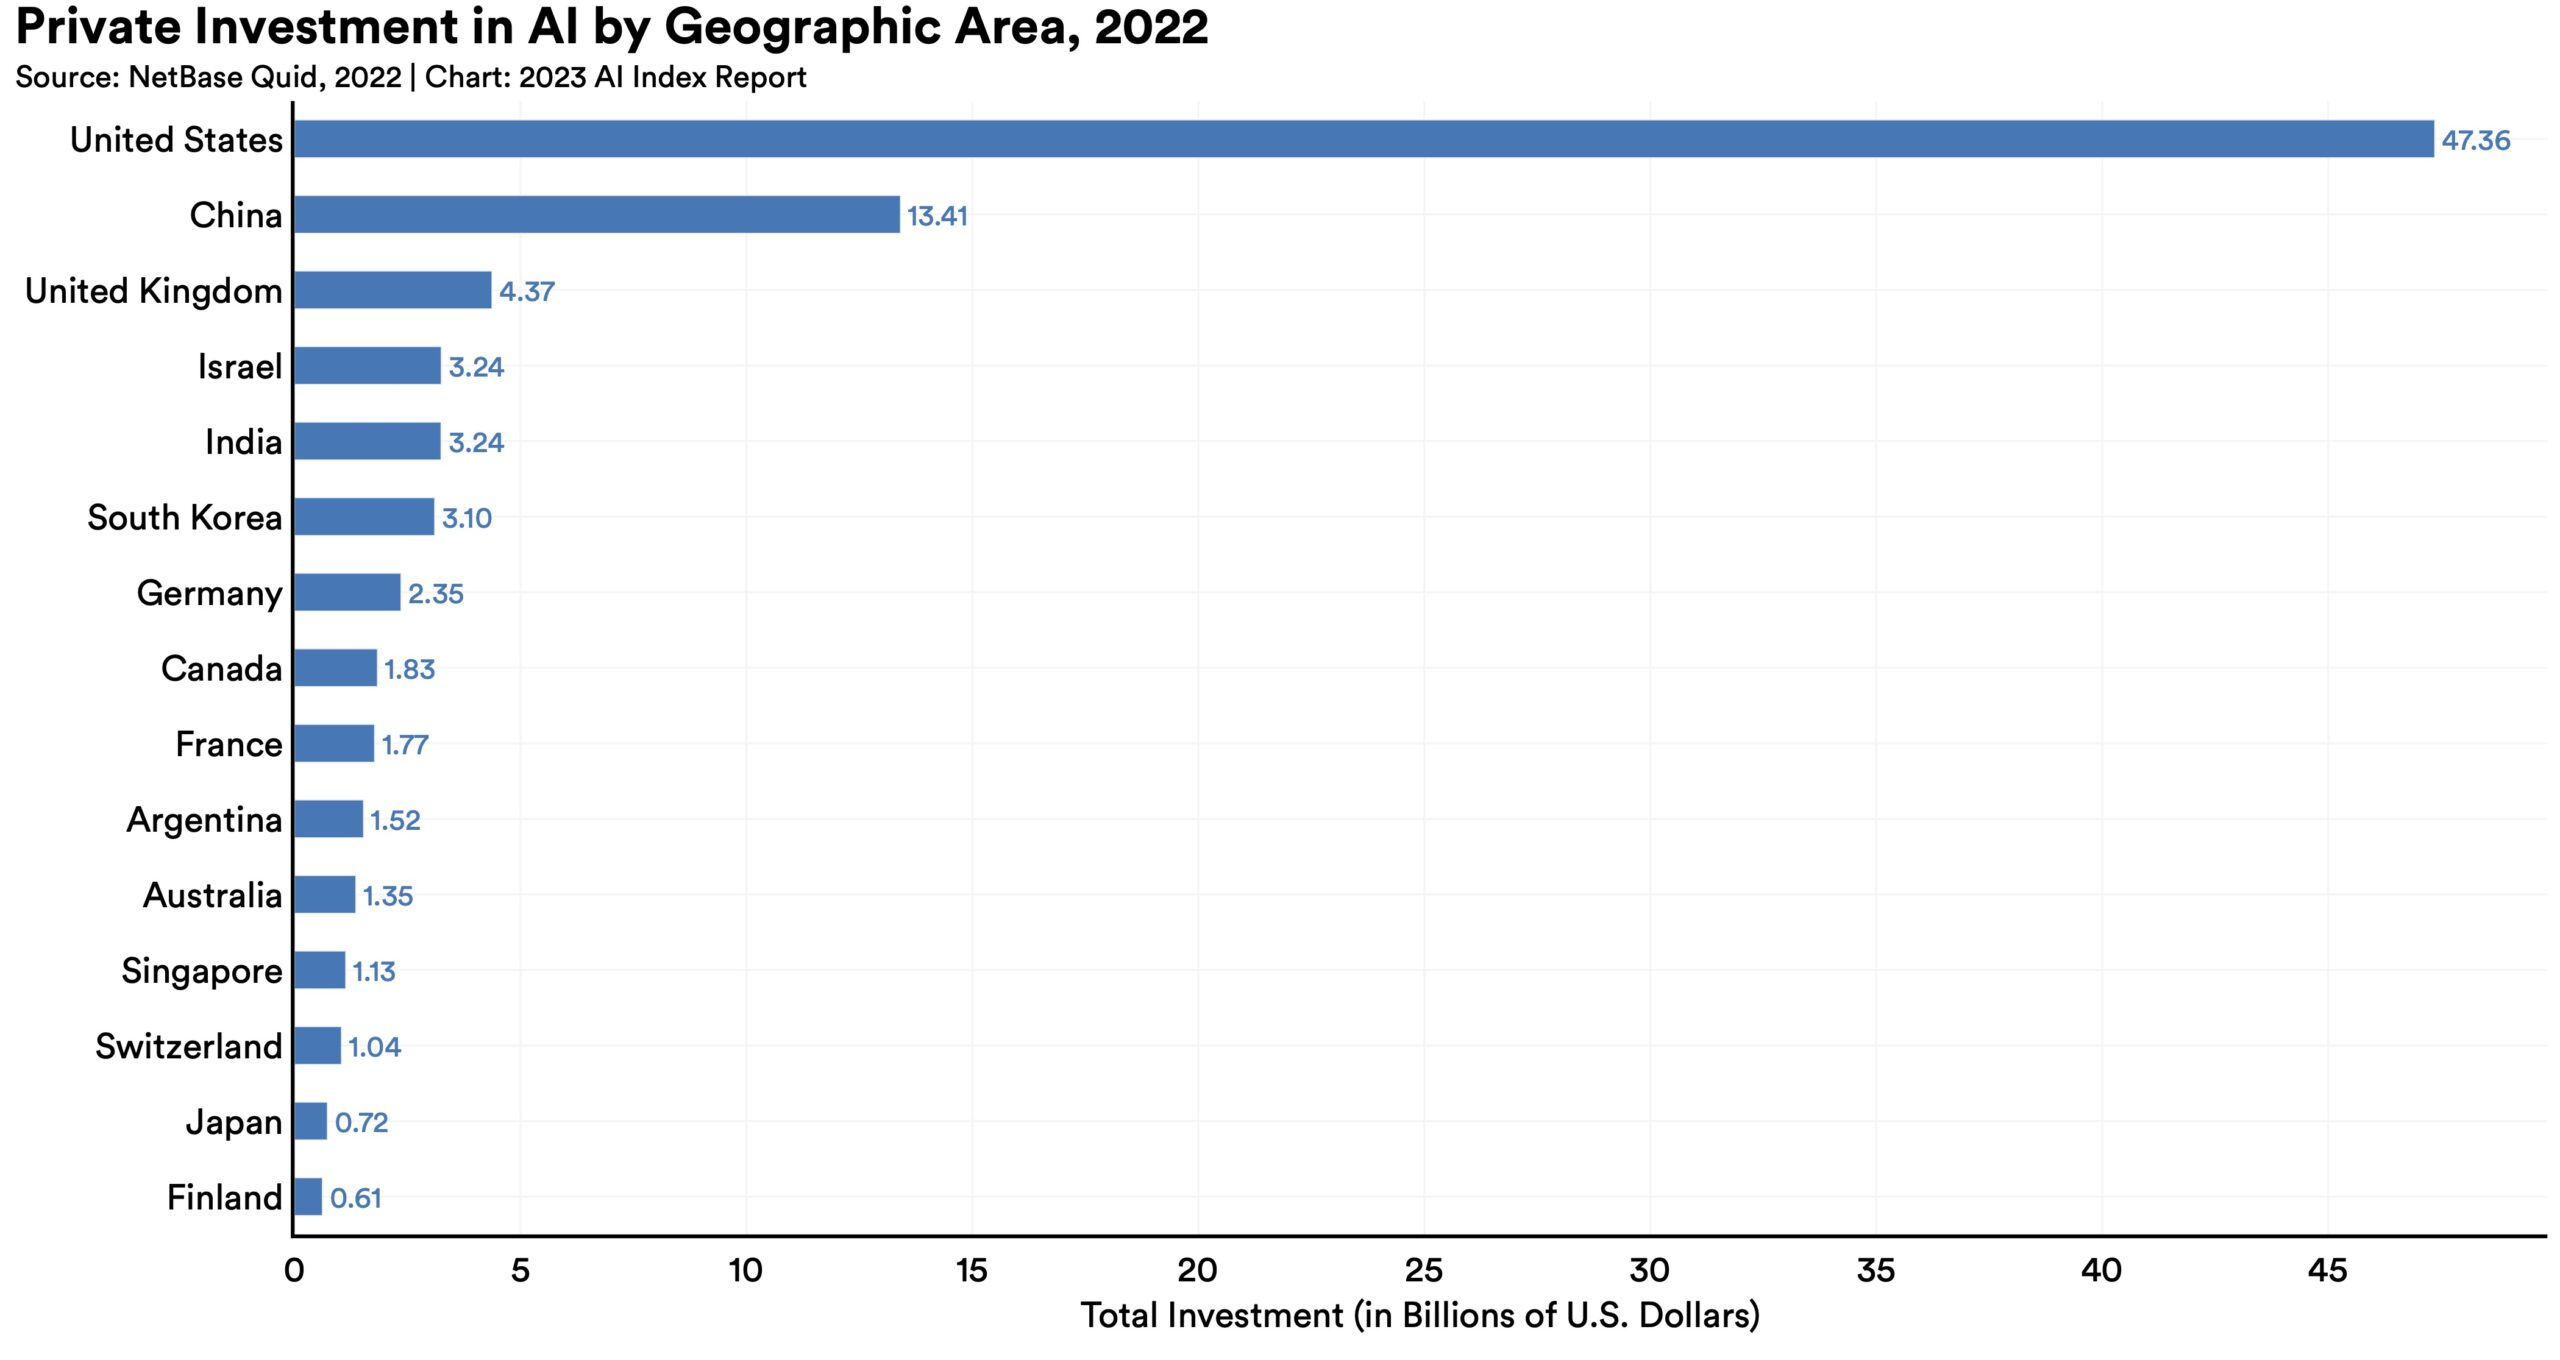 Private Investment in AI by Geographic Area, 2022
Source: NetBase Quid, 2022 | Chart: 2023 AI Index Report
United States 47.36
China 13.41
United Kingdom 4.37
Israel 3.24
India 3.24
South Korea 3.10
Germany 2.35
Canada 1.83
France 1.77
Argentina 1.52
Australia 1.35
Singapore 1.13
Switzerland 1.04
Japan 0.72
Finland 0.61
0 5 10 15 20 25 30 35 40 45
Total Investment (in Billions of U.S. Dollars)